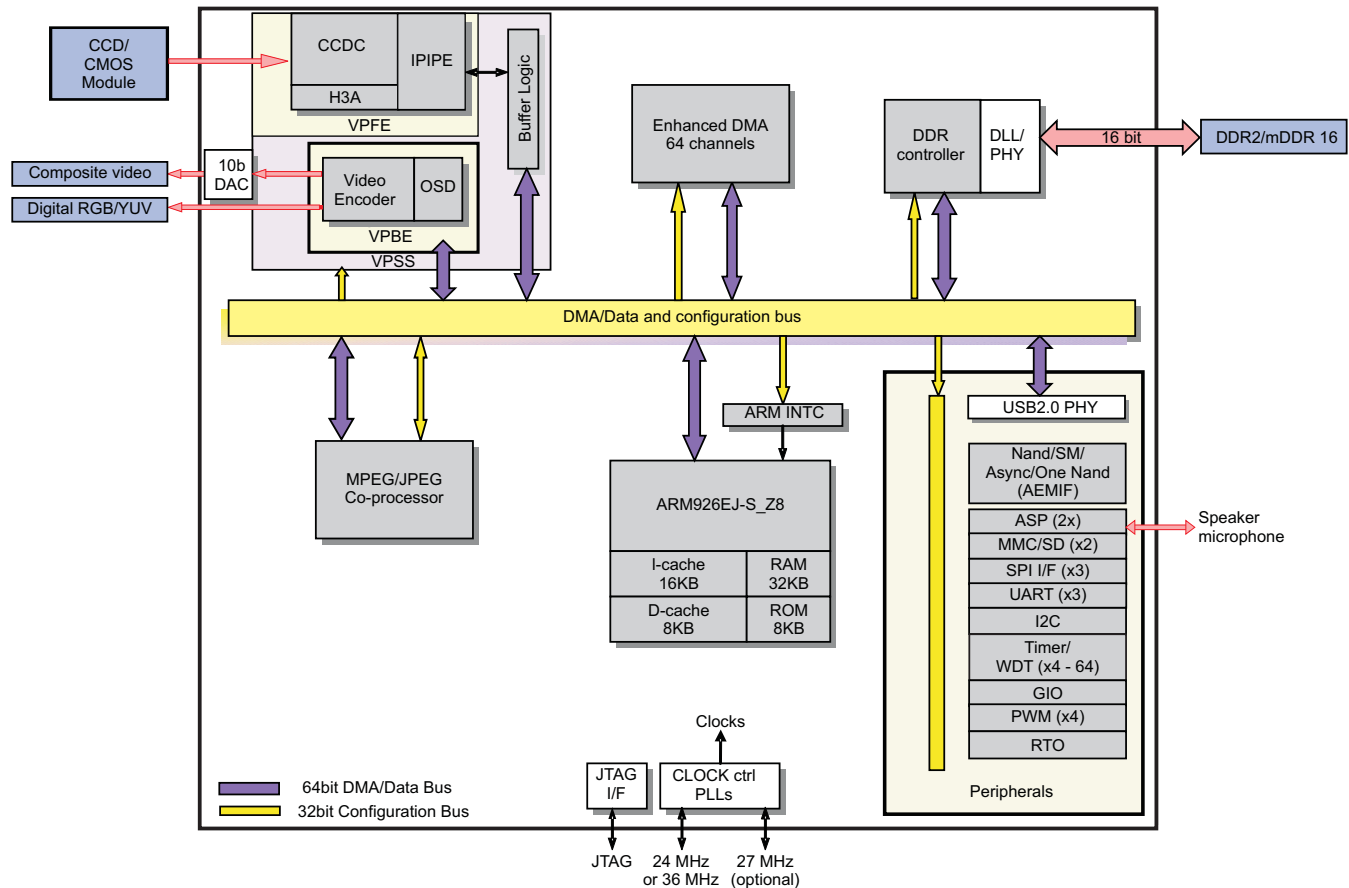 CCD/
CMOS
Module
CCDC
IPIPE
H3A
VPFE
Buffer Logic
Enhanced DMA
64 channels
DDR
controller
DLL/
PHY
16 bit
DDR2/mDDR 16
Composite video
10b
DAC
Video
Encoder
OSD
Digital RGB/YUV
VPBE
VPSS
DMA/Data and configuration bus
MPEG/JPEG
Co-processor
ARM INTC
ARM926EJ-S_Z8
I-cache
16KB
RAM
32KB
D-cache
8KB
ROM
8KB
USB2.0 PHY
Nand/SM/
Async/One Nand
(AEMIF)
ASP (2x)
Speaker
microphone
MMC/SD (x2)
SPI I/F (x3)
UART (x3)
I2C
Timer/
WDT (x4 - 64)
GIO
PWM (x4)
RTO
Peripherals
Clocks
JTAG
I/F
CLOCK ctrl
PLLs
64bit DMA/Data Bus
32bit Configuration Bus
JTAG
24 MHz
or 36 MHz
27 MHz
(optional)